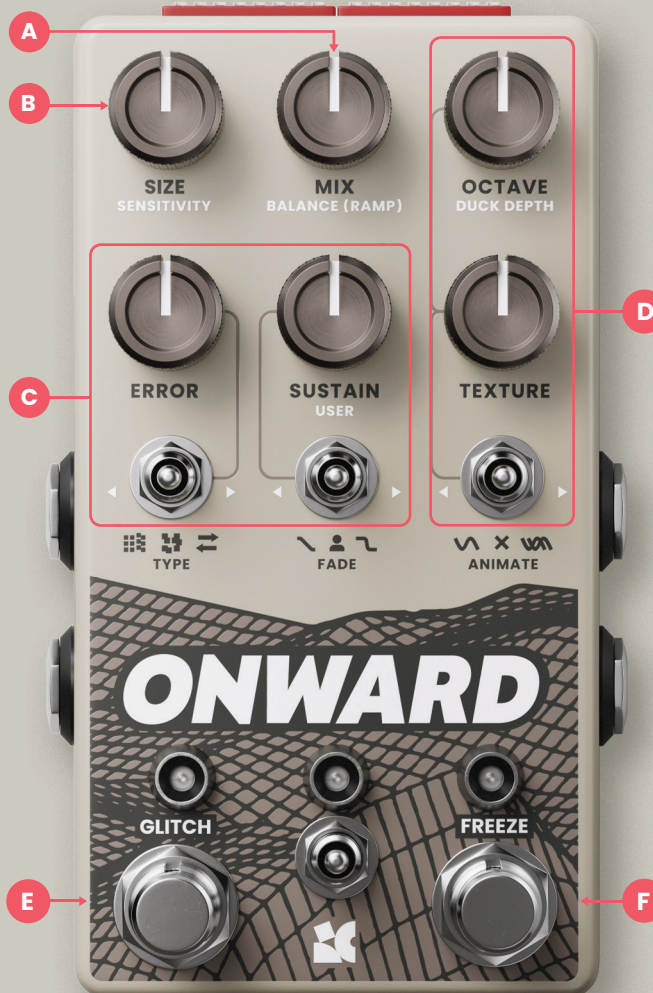 A
B
SIZE MIX OCTAVE
SENSITIVITY BALANCE (RAMP) DUCK DEPTH
D
C
ERROR SUSTAIN TEXTURE
USER
TYPE FADE ANIMATE
ONWARD
GLITCH FREEZE
E F